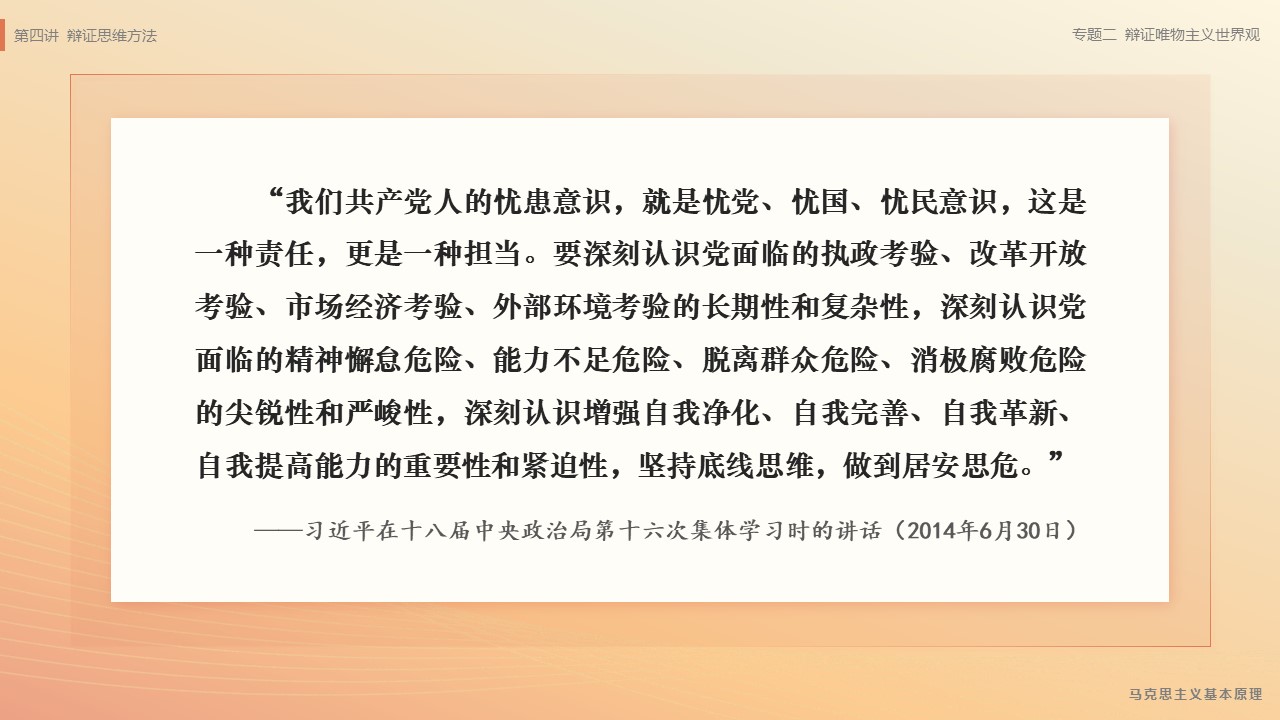 第四讲 辩证思维方法
专题二 辩证唯物主义世界观
“我们共产党人的忧患意识，就是忧党、忧国、忧民意识，这是
一种责任，更是一种担当。要深刻认识党面临的执政考验、改革开放
考验、市场经济考验、外部环境考验的长期性和复杂性，深刻认识党
面临的精神懈怠危险、能力不足危险、脱离群众危险、消极腐败危险
的尖锐性和严峻性，深刻认识增强自我净化、自我完善、自我革新、
自我提高能力的重要性和紧迫性，坚持底线思维，做到居安思危。”
——习近平在十八届中央政治局第十六次集体学习时的讲话（2014年6月30日）
马克思主义基本原理